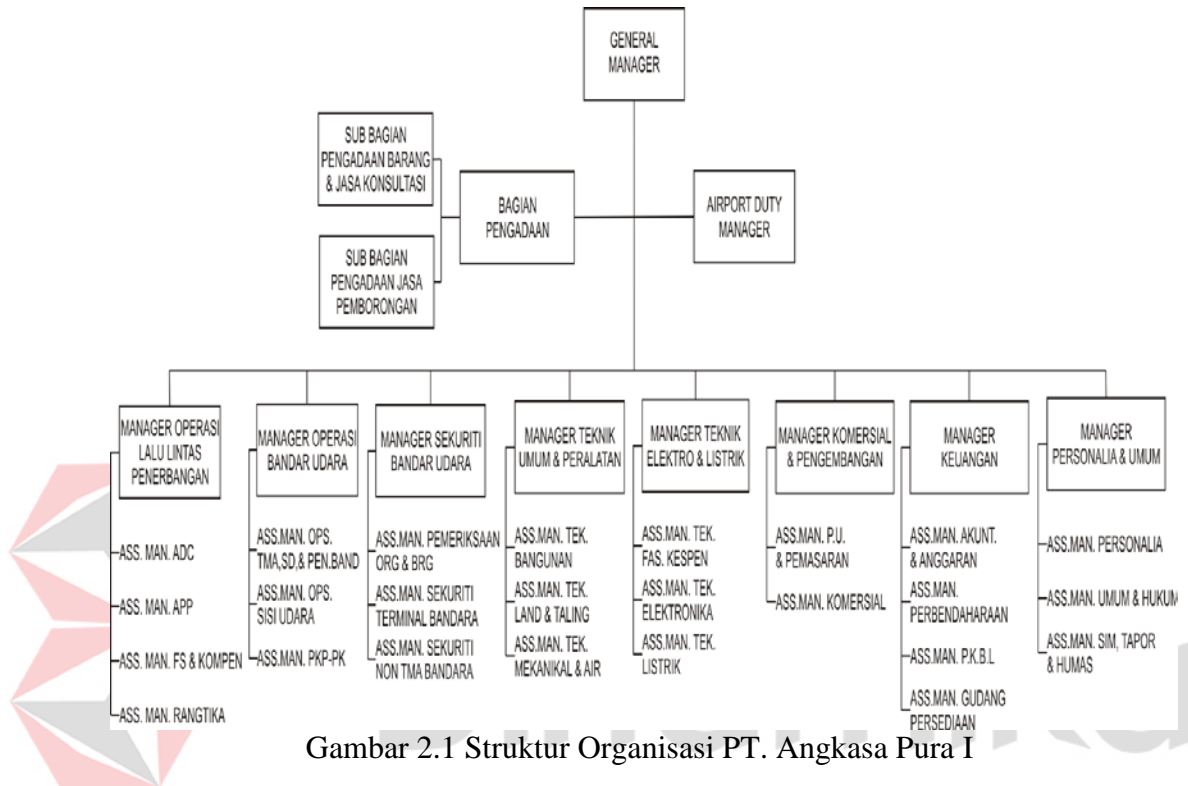 GENERAL
MANAGER
SUB BAGIAN
PENGADAAN BARANG
& JASA KONSULTASI
BAGIAN
PENGADAAN
AIRPORT DUTY
MANAGER
SUB BAGIAN
PENGADAAN JASA
PEMBORONGAN
MANAGER OPERASI
LALU LINTAS
PENERBANGAN
ASS. MAN. ADC
ASS. MAN. APP
ASS. MAN. FS & KOMPEN
ASS. MAN. RANGTIKA
MANAGER OPERASI
BANDAR UDARA
ASS.MAN. OPS.
TMA,SD,& PEN.BAND
ASS.MAN. OPS.
SISI UDARA
ASS.MAN. PKP-PK
MANAGER SEKURITI
BANDAR UDARA
ASS.MAN. PEMERIKSAAN
ORG & BRG
ASS.MAN. SEKURITI
TERMINAL BANDARA
ASS.MAN. SEKURITI
NON TMA BANDARA
MANAGER TEKNIK
UMUM & PERALATAN
ASS.MAN. TEK.
BANGUNAN
ASS.MAN. TEK.
LAND & TALING
ASS.MAN. TEK.
MEKANIKAL & AIR
MANAGER TEKNIK
ELEKTRO & LISTRIK
ASS.MAN. TEK.
FAS. KESPEN
ASS.MAN. TEK.
ELEKTRONIKA
ASS.MAN. TEK.
LISTRIK
MANAGER KOMERSIAL
& PENGEMBANGAN
ASS.MAN. P.U.
& PEMASARAN
ASS.MAN. KOMERSIAL
MANAGER
KEUANGAN
ASS.MAN. AKUNT.
& ANGGARAN
ASS.MAN.
PERBENDAHARAAN
ASS.MAN. P.K.B.L
ASS.MAN. GUDANG
PERSEDIAAN
MANAGER
PERSONALIA & UMUM
ASS.MAN. PERSONALIA
ASS.MAN. UMUM & HUKUM
ASS.MAN. SIM, TAPOR
& HUMAS
Gambar 2.1 Struktur Organisasi PT. Angkasa Pura I